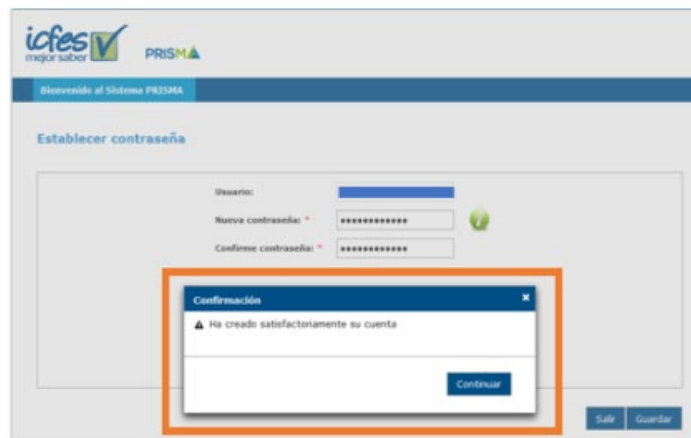 icfes
mejor saber
PRISMA
Bienvenido al Sistema PRISMA
Establecer contraseña
Usuario:
Nueva contraseña: * ************
Confirme contraseña: * ************
Confirmación x
Ha creado satisfactoriamente su cuenta
Continuar
Salir Guardar